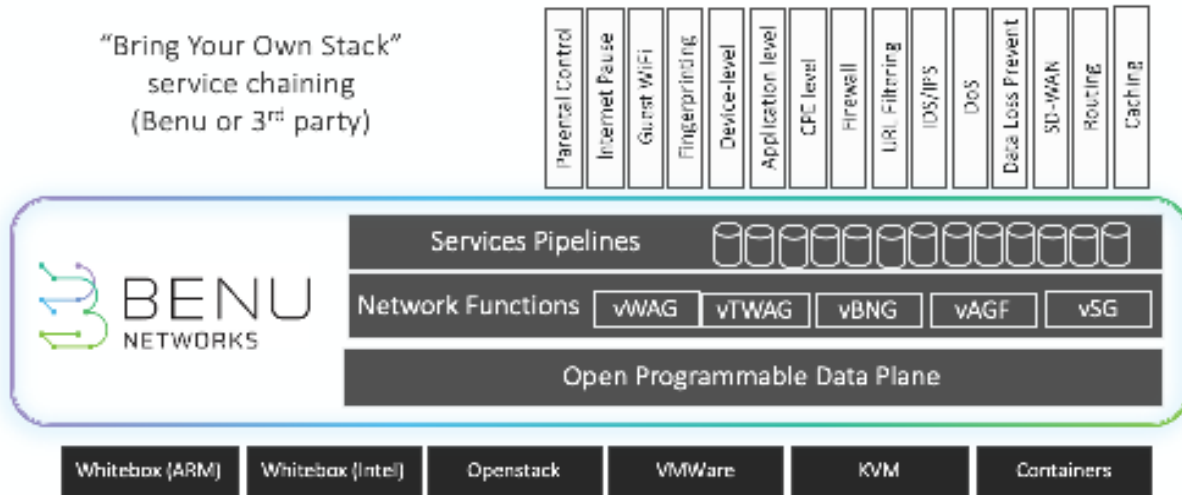 “Bring Your Own Stack”
service chaining
(Benu or 3rd party)
Parental Control
Internet Pause
Guest WiFi
Fingerprinting
Device-level
Application level
CPE level
Firewall
URL Filtering
IDS/IPS
DoS
Data Loss Prevent
SD-WAN
Routing
Caching
BENU
NETWORKS
Services Pipelines
Network Functions
vWAG
vTWAG
vBNG
vAGF
vSG
Open Programmable Data Plane
Whitebox (ARM)
Whitebox (Intel)
Openstack
VMWare
KVM
Containers